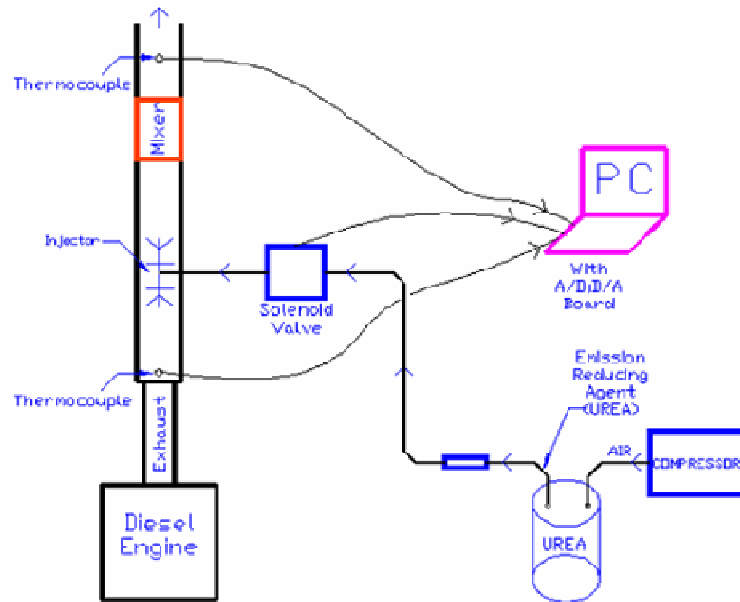 Thermocouple
Mixer
PC
Injector
With
A/D,D/A
Board
Solenoid
Valve
Emission
Reducing
Agent
(UREA)
Thermocouple
Exhaust
AIR
COMPRESSOR
Diesel
Engine
UREA